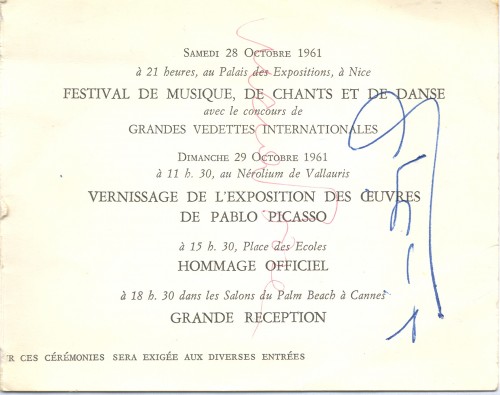 SAMEDI 28 OCTOBRE 1961
à 21 heures, au Palais des Expositions, à Nice
FESTIVAL DE MUSIQUE, DE CHANTS ET DE DANSE
avec le concours de
GRANDES VEDETTES INTERNATIONALES
DIMANCHE 29 OCTOBRE 1961
à 11 h. 30, au Nérolium de Vallauris
VERNISSAGE DE L'EXPOSITION DES ŒUVRES
DE PABLO PICASSO
à 15 h. 30, Place des Ecoles
HOMMAGE OFFICIEL
à 18 h. 30 dans les Salons du Palm Beach à Cannes
GRANDE RECEPTION
R CES CÉRÉMONIES SERA EXIGÉE AUX DIVERSES ENTRÉES